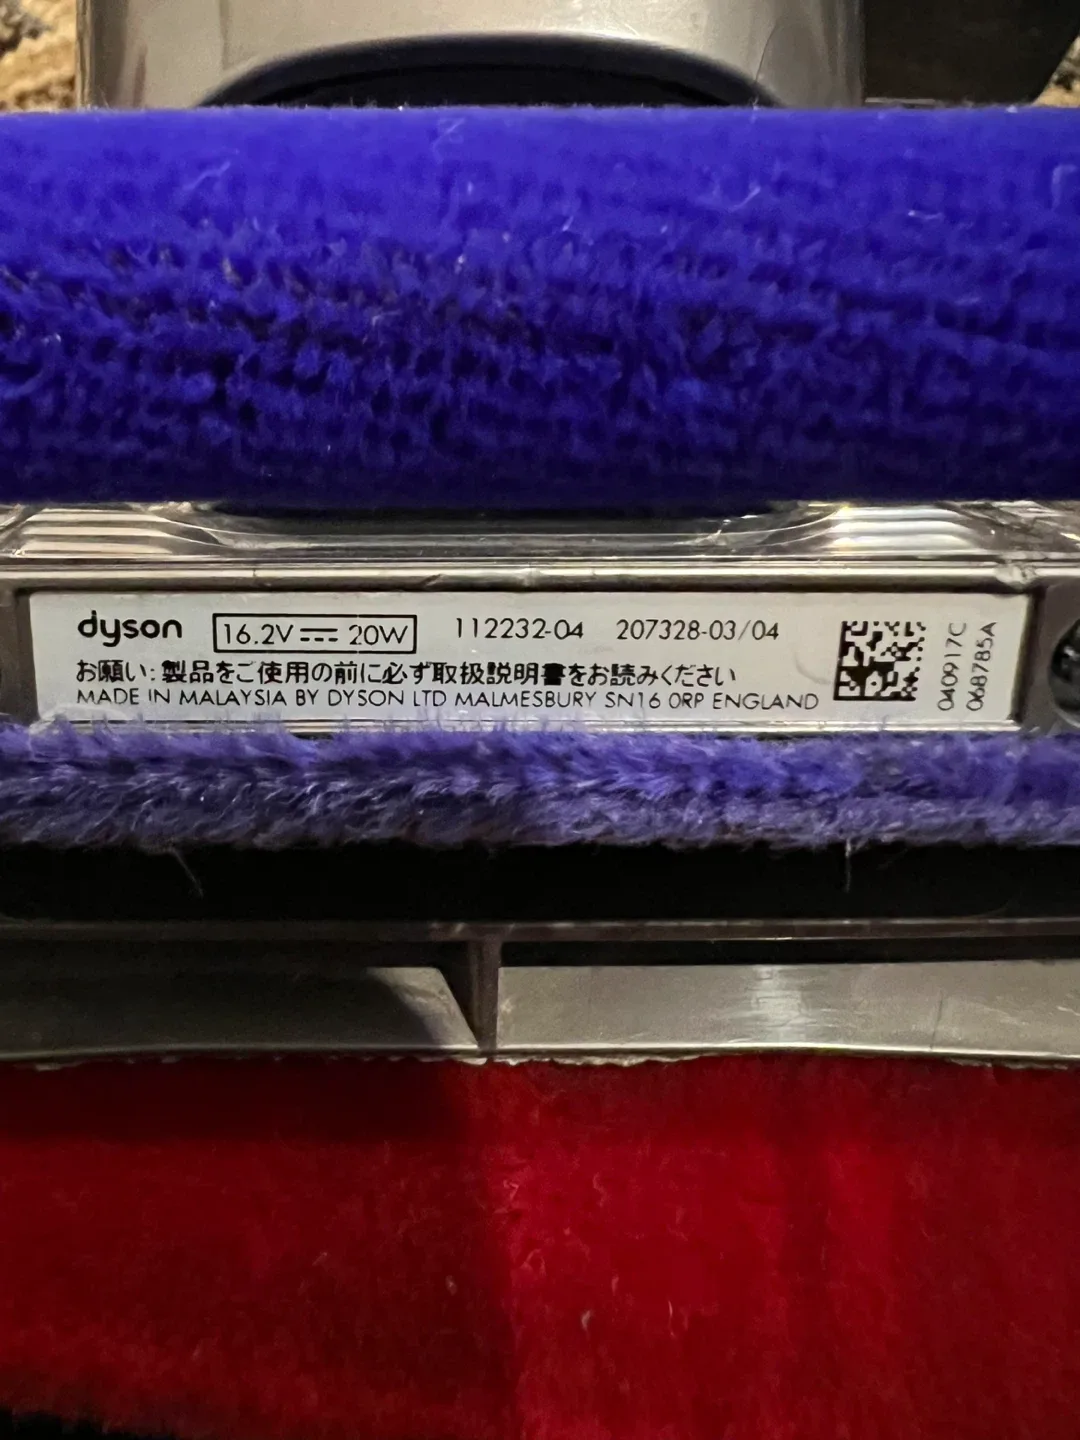 dyson 16.2V ⎓ 20W 112232-04 207328-03/04
お願い: 製品をご使用の前に必ず取扱説明書をお読みください
MADE IN MALAYSIA BY DYSON LTD MALMESBURY SN16 0RP ENGLAND
040917C
068785A